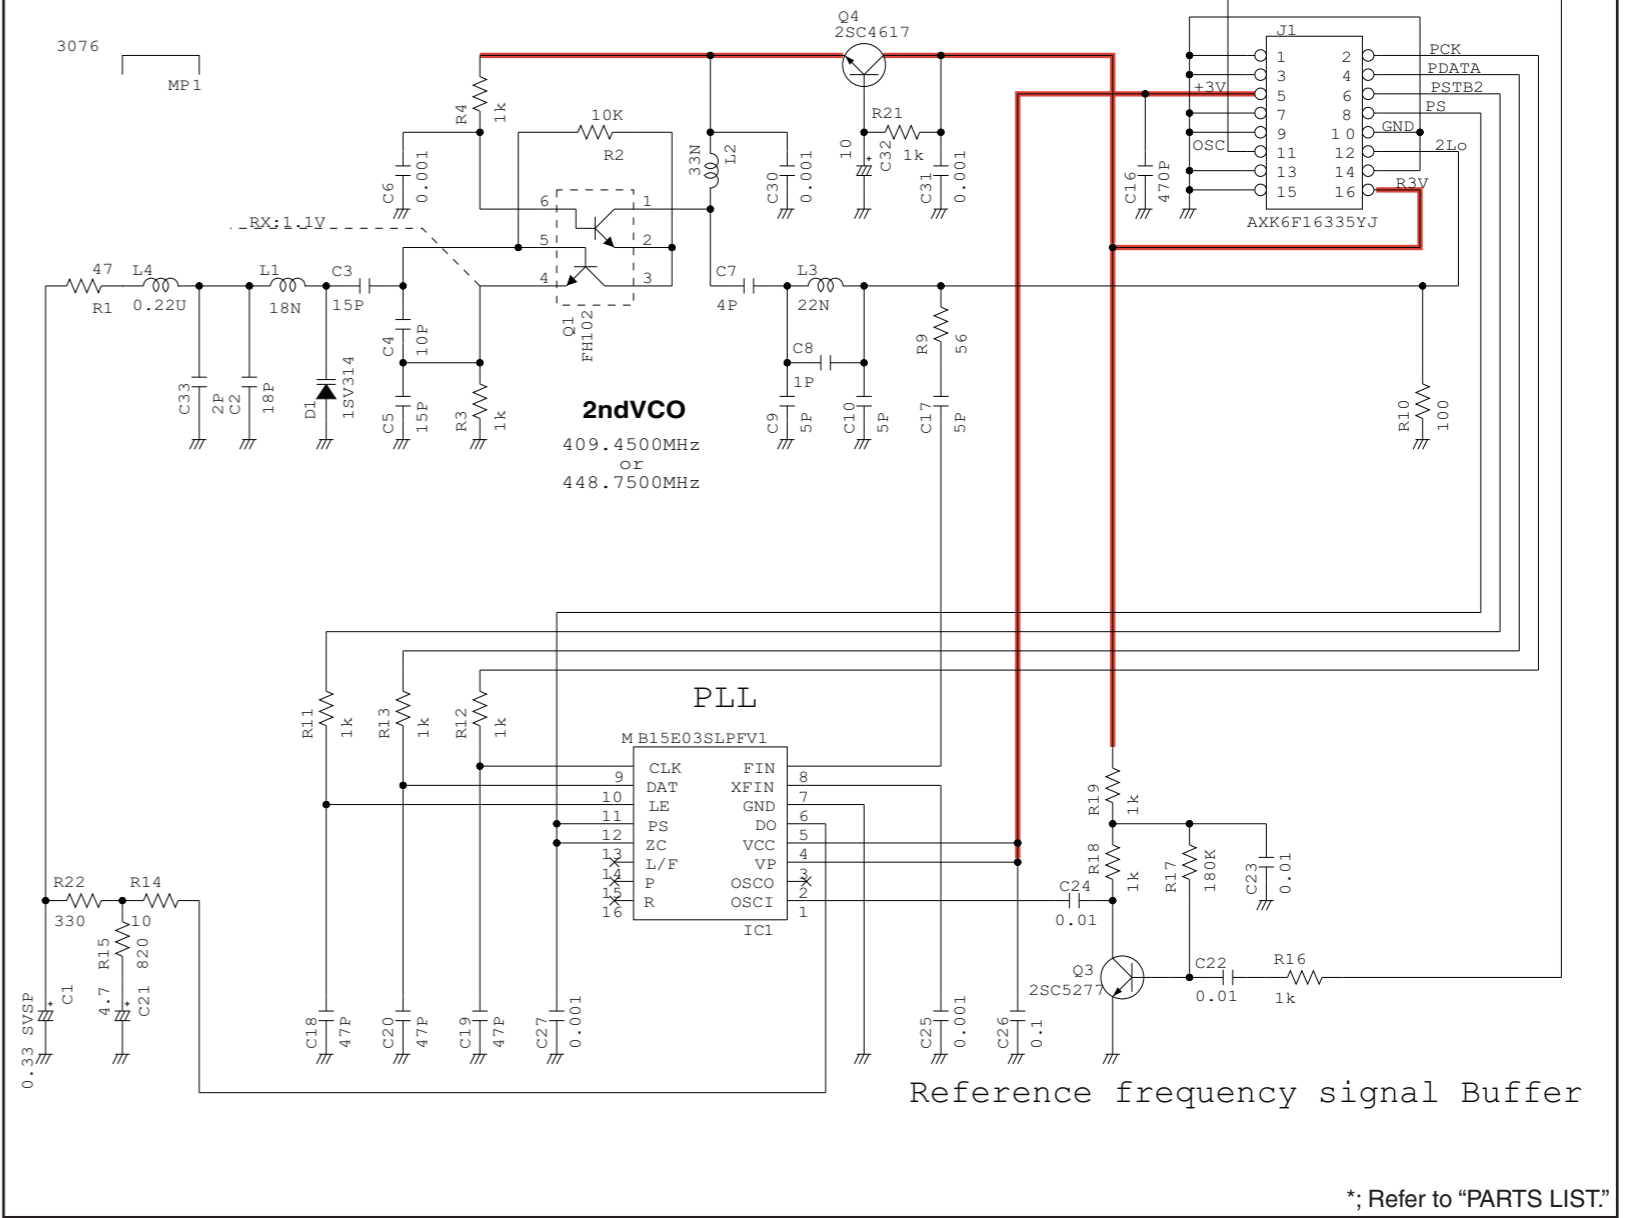 Q4
2SC4617
3076
MP1
J1
1 2 PCK
3 4 PDATA
+3V 5 6 PSTB2
7 8 PS
9 10 GND
OSC 11 12 2Lo
13 14
15 16 R3V
AXK6F16335YJ
R4 1k
10K
R2
33N L2
R21
1k
10 C32
C6 0.001
C30 0.001
C31 0.001
C16 470P
RX:1.1V
6 1
5 2
4 3
Q1 FH102
47
R1
L4
0.22U
L1
18N
C3
15P
C7
4P
L3
22N
C4 10P
R9 56
C8
1P
C33 2P
C2 18P
D1 1SV314
C5 15P
R3 1k
C9 5P
C10 5P
C17 5P
R10 100
2ndVCO
409.4500MHz
or
448.7500MHz
PLL
R11 1k
R13 1k
R12 1k
MB15E03SLPFV1
CLK FIN
9 DAT XFIN 8
10 LE GND 7
11 PS DO 6
12 ZC VCC 5
13 L/F VP 4
14 P OSCO 3
15 R OSCI 2
16 1
IC1
R19 1k
R18 1k
R17 180K
C23 0.01
C24
0.01
R22
330
R14
10
R15 820
Q3
2SC5277
C22
0.01
R16
1k
0.33 SVSP C1
4.7 C21
C18 47P
C20 47P
C19 47P
C27 0.001
C25 0.001
C26 0.1
Reference frequency signal Buffer
*; Refer to “PARTS LIST.”